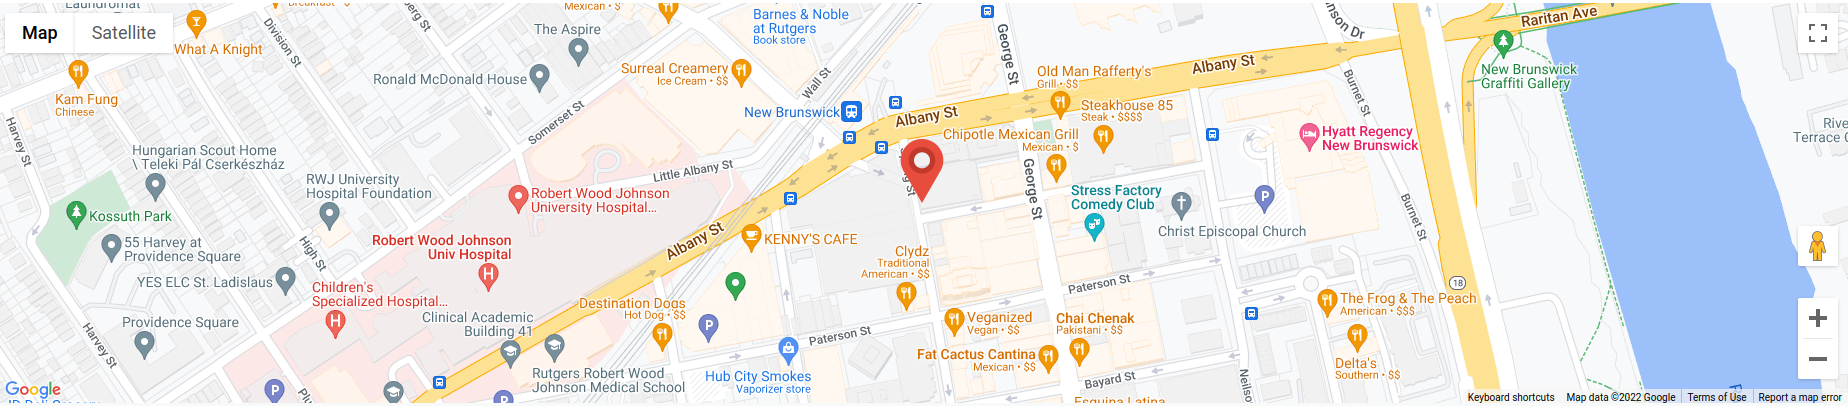 Laundromat
Breakfast • $
What A Knight
Division St
Mexican • $
The Aspire
Barnes & Noble
at Rutgers
Book store
George St
Johnson Dr
Raritan Ave
Map
Satellite
Ronald McDonald House
Surreal Creamery
Ice Cream • $$
Wall St
Old Man Rafferty's
Grill • $$
Albany St
New Brunswick
Graffiti Gallery
Kam Fung
Chinese
Harvey St
Somerset St
New Brunswick
Albany St
Steakhouse 85
Steak • $$$$
Burnet St
Chipotle Mexican Grill
Mexican • $
Hyatt Regency
New Brunswick
Hungarian Scout Home
\ Teleki Pál Cserkészház
Little Albany St
RWJ University
Hospital Foundation
Robert Wood Johnson
University Hospital...
George St
Stress Factory
Comedy Club
Burnet St
Kossuth Park
55 Harvey at
Providence Square
High St
Robert Wood Johnson
Univ Hospital
H
Albany St
KENNY'S CAFE
Christ Episcopal Church
P
YES ELC St. Ladislaus
Clydz
Traditional
American • $$
Paterson St
18
Children's
Specialized Hospital...
H
Destination Dogs
Hot Dog • $$
P
The Frog & The Peach
American • $$$
Providence Square
Harvey St
Clinical Academic
Building 41
Paterson St
Veganized
Vegan • $$
Chai Chenak
Pakistani • $$
Fat Cactus Cantina
Mexican • $$
Delta's
Southern • $$
Rutgers Robert Wood
Johnson Medical School
Hub City Smokes
Vaporizer store
Bayard St
Neilson
P
P
Google
JP Deli Grocery
Esquina Latina
Keyboard shortcuts
Map data ©2022 Google
Terms of Use
Report a map error